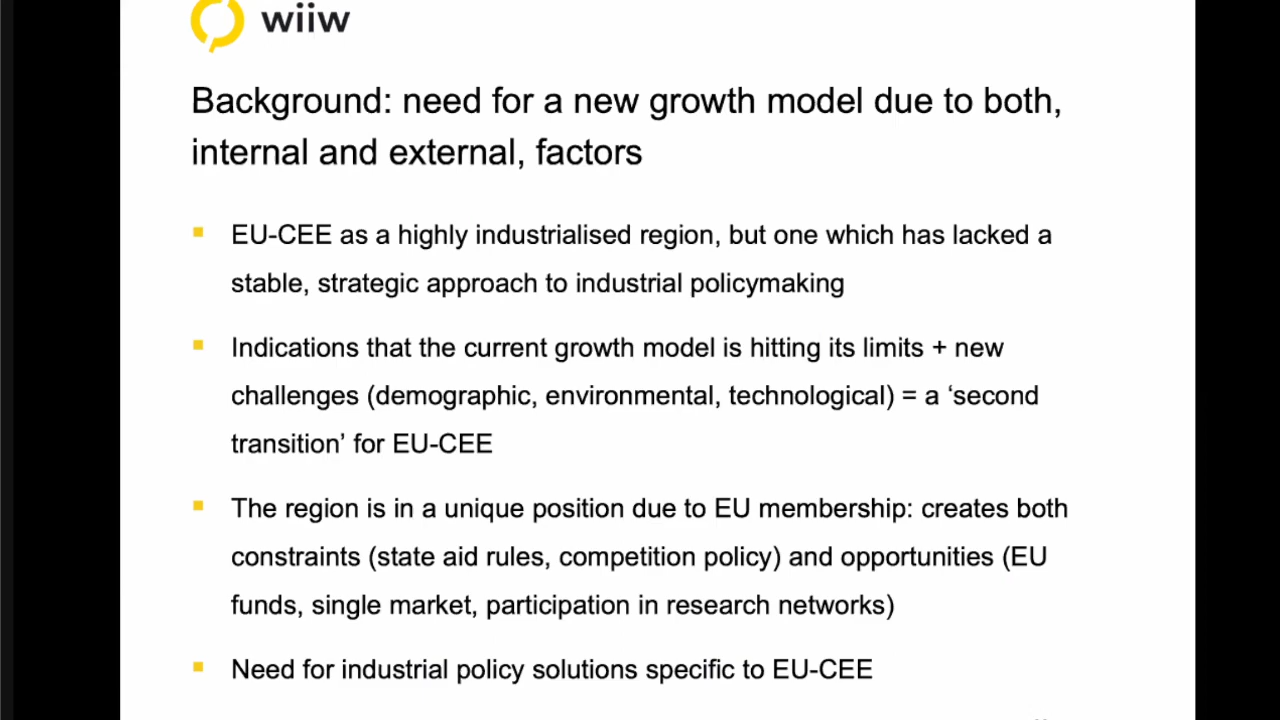 wiiw
Background: need for a new growth model due to both,
internal and external, factors
EU-CEE as a highly industrialised region, but one which has lacked a
stable, strategic approach to industrial policymaking
Indications that the current growth model is hitting its limits + new
challenges (demographic, environmental, technological) = a ‘second
transition’ for EU-CEE
The region is in a unique position due to EU membership: creates both
constraints (state aid rules, competition policy) and opportunities (EU
funds, single market, participation in research networks)
Need for industrial policy solutions specific to EU-CEE